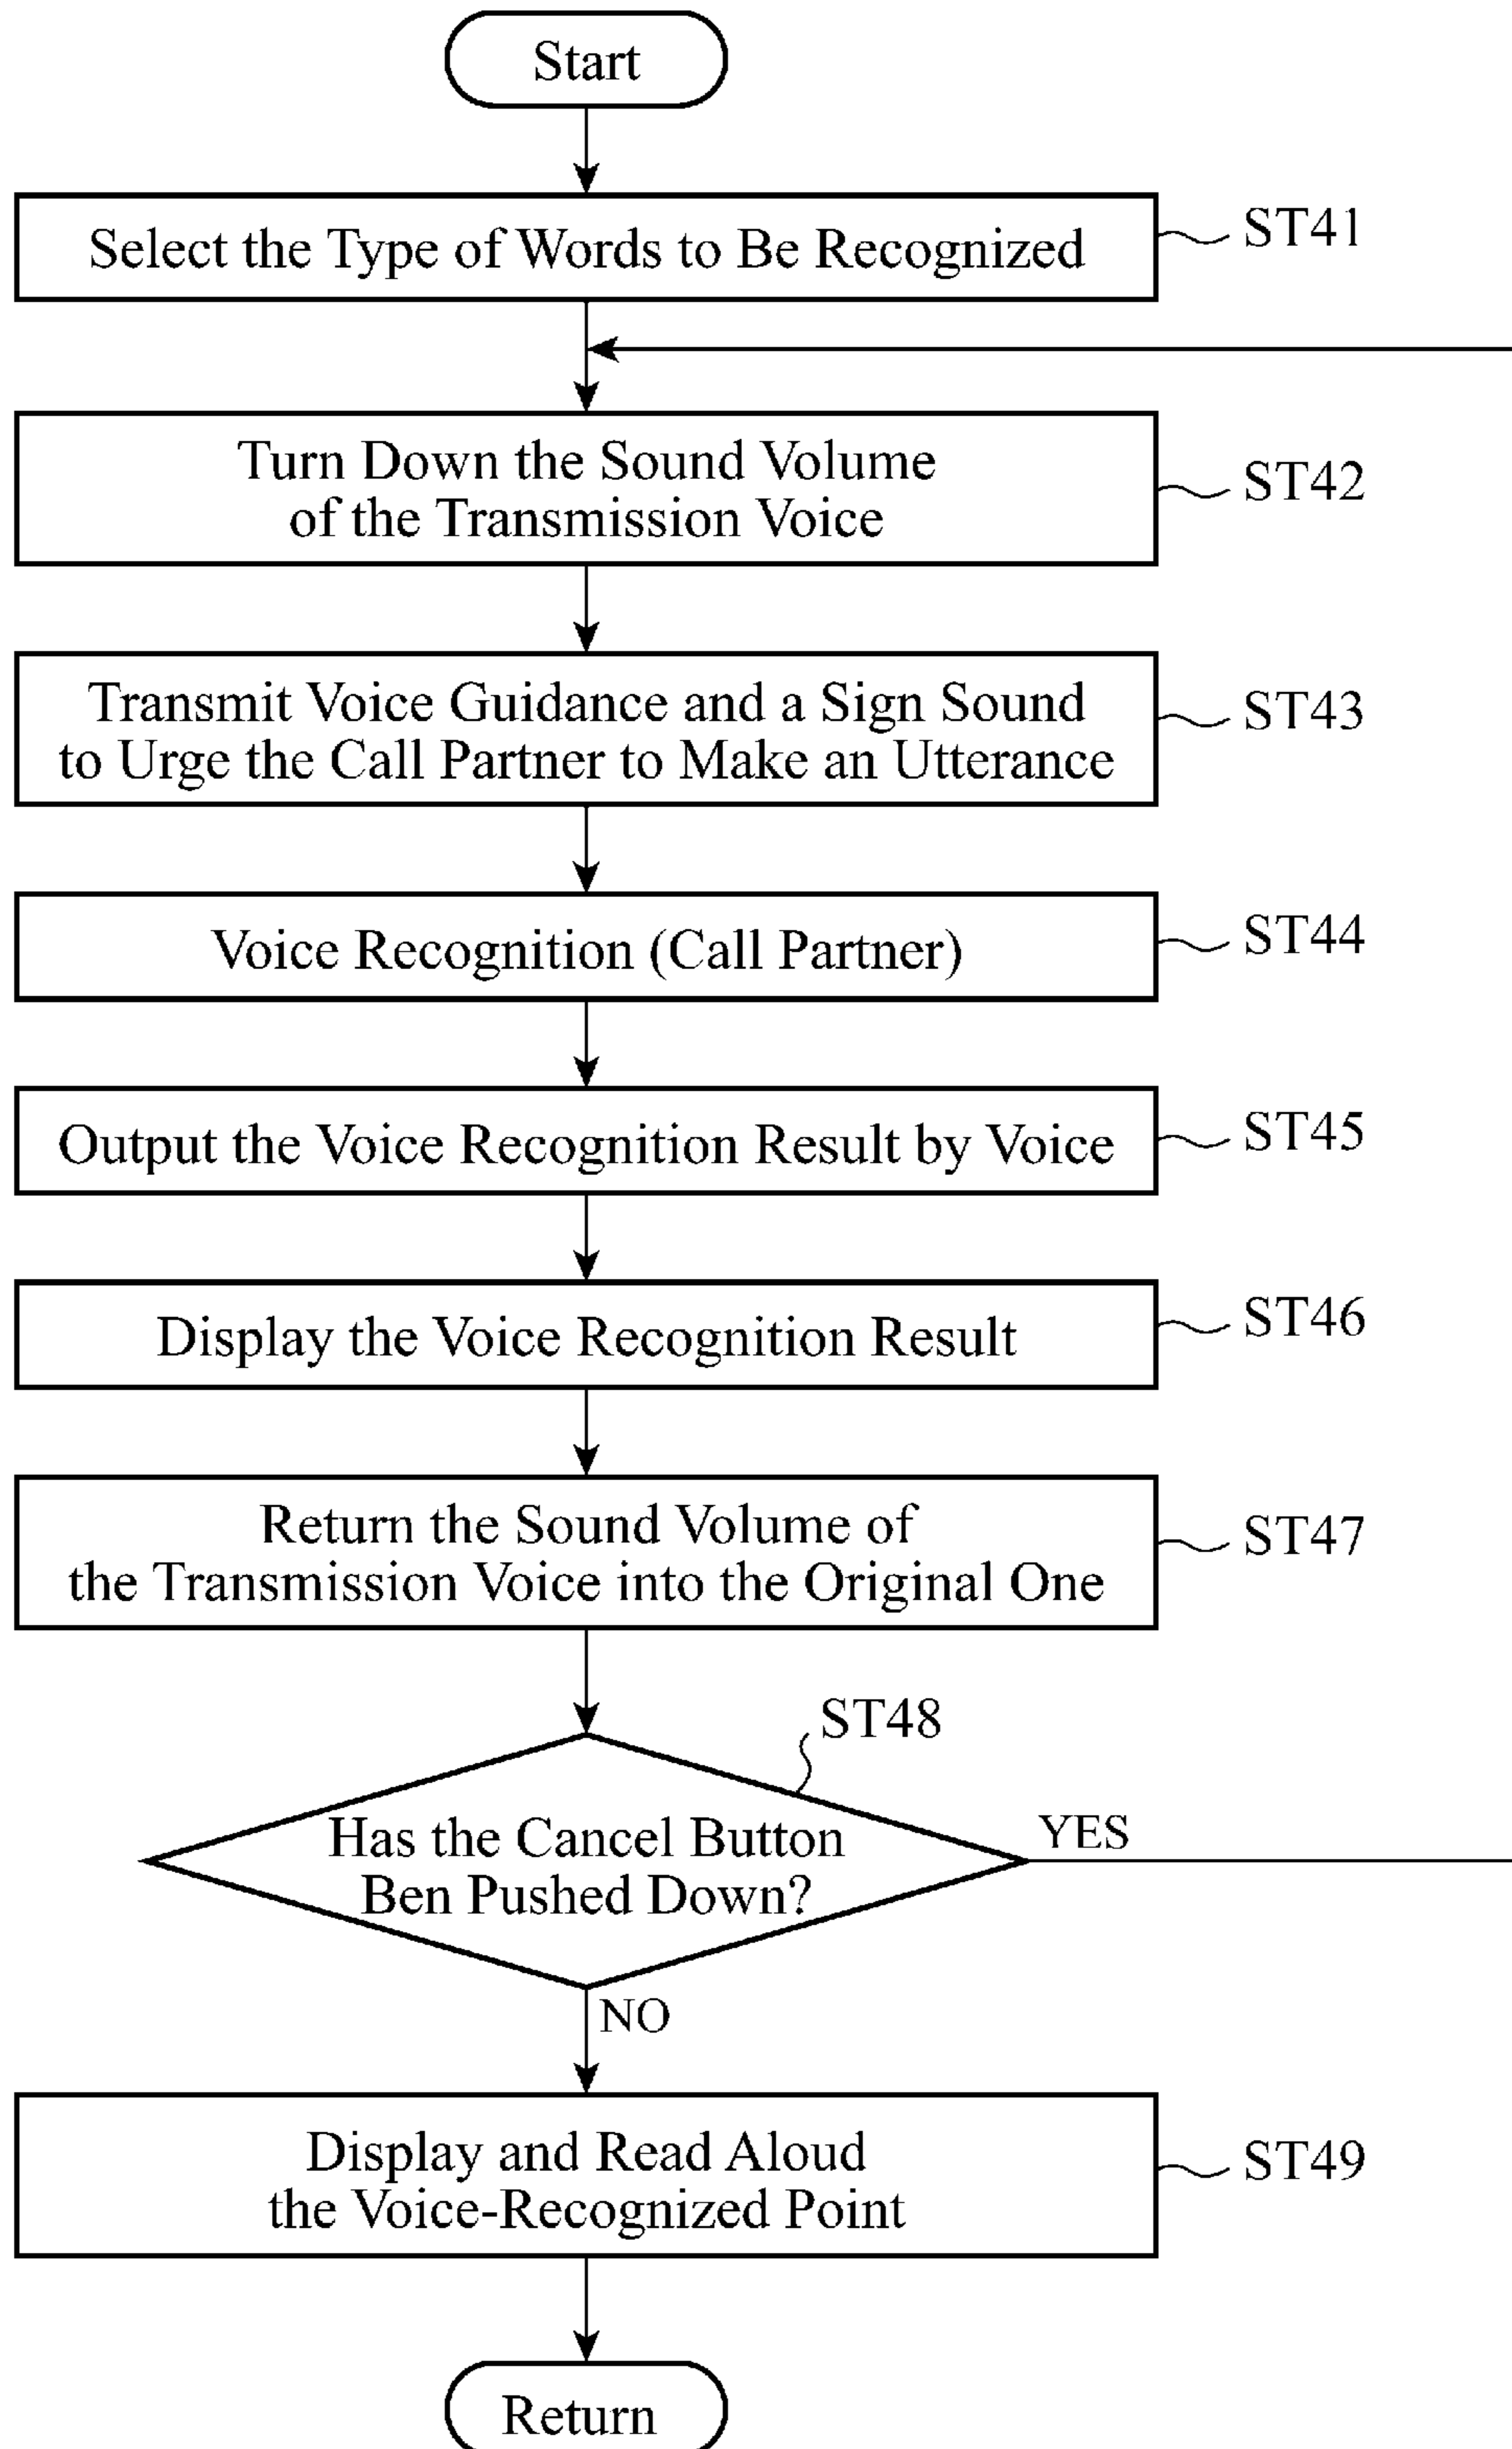 Start
Select the Type of Words to Be Recognized
ST41
Turn Down the Sound Volume
of the Transmission Voice
ST42
Transmit Voice Guidance and a Sign Sound
to Urge the Call Partner to Make an Utterance
ST43
Voice Recognition (Call Partner)
ST44
Output the Voice Recognition Result by Voice
ST45
Display the Voice Recognition Result
ST46
Return the Sound Volume of
the Transmission Voice into the Original One
ST47
ST48
Has the Cancel Button
Ben Pushed Down?
YES
NO
Display and Read Aloud
the Voice-Recognized Point
ST49
Return